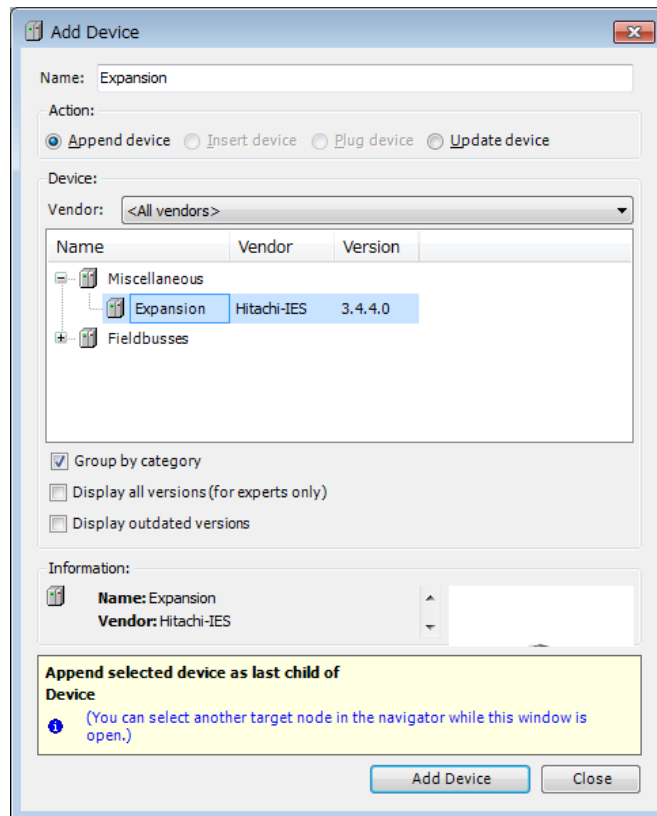 Add Device
Name: Expansion
Action:
Append device Insert device Plug device Update device
Device:
Vendor: <All vendors>
Name Vendor Version
Miscellaneous
Expansion Hitachi-IES 3.4.4.0
Fieldbusses
Group by category
Display all versions (for experts only)
Display outdated versions
Information:
Name: Expansion
Vendor: Hitachi-IES
Append selected device as last child of
Device
(You can select another target node in the navigator while this window is
open.)
Add Device Close